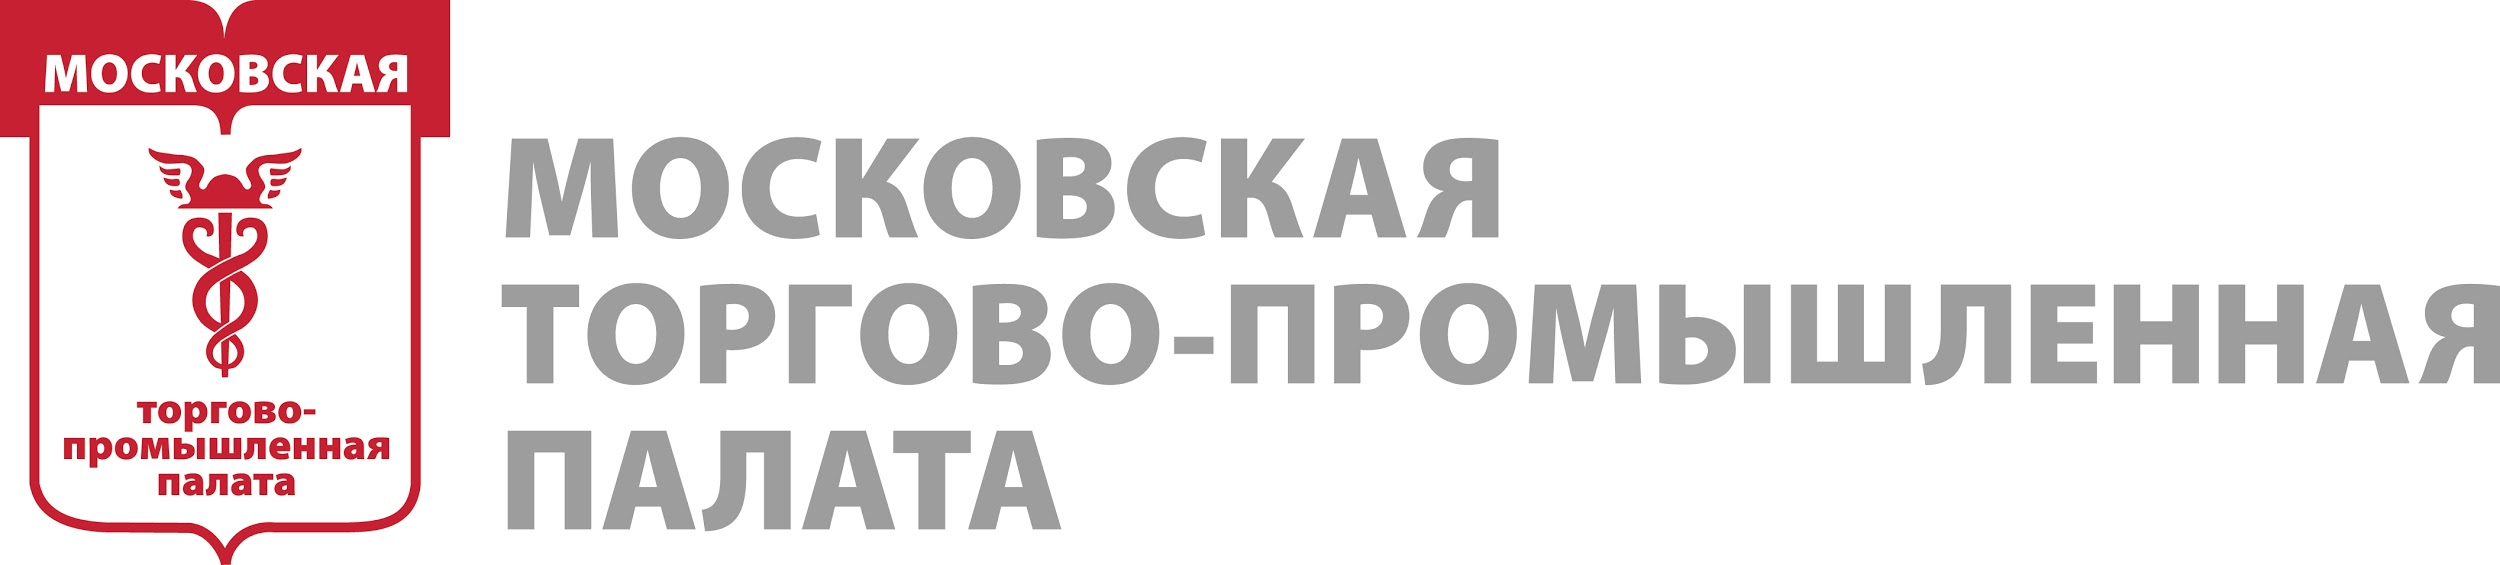 МОСКОВСКАЯ
торгово-
промышленная
палата
МОСКОВСКАЯ
ТОРГОВО-ПРОМЫШЛЕННАЯ
ПАЛАТА